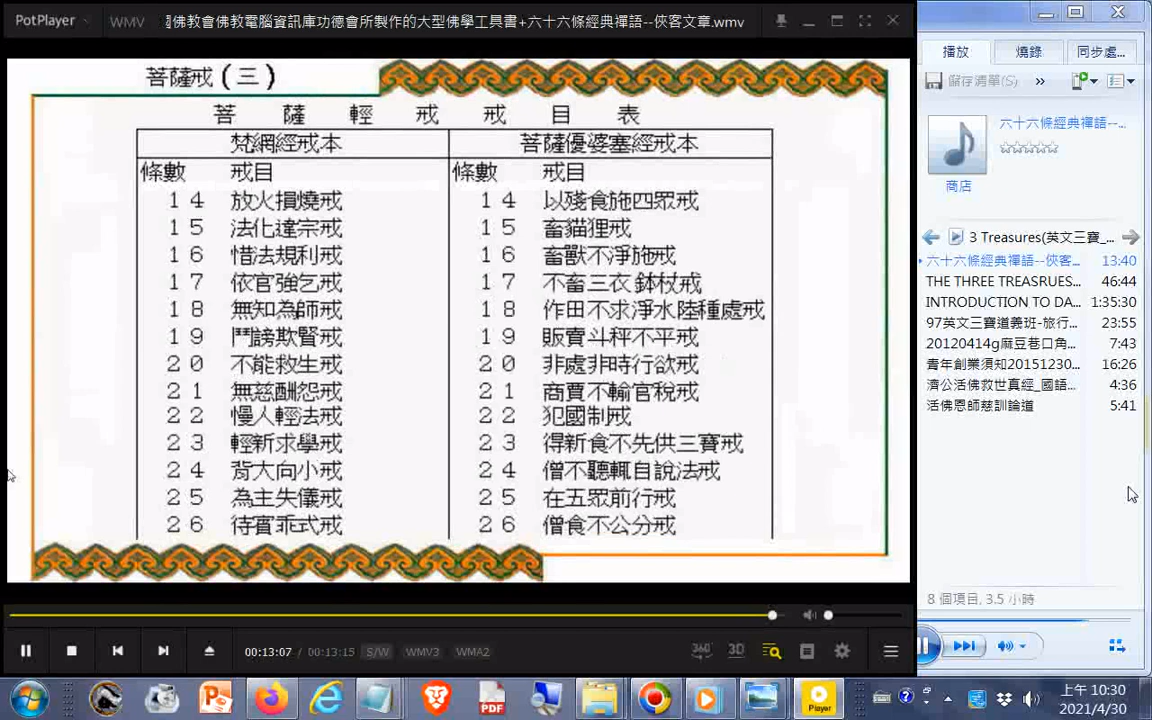 PotPlayer
WMV
佛教會佛教電腦資訊庫功德會所製作的大型佛學工具書+六十六條經典禪語--俠客文章.wmv
菩薩戒(三)
菩薩輕戒戒目表
梵網經戒本 菩薩優婆塞經戒本
條數 戒目 條數 戒目
14 放火損燒戒 14 以殘食施四眾戒
15 法化違宗戒 15 畜貓狸戒
16 惜法規利戒 16 畜獸不淨施戒
17 依官強乞戒 17 不畜三衣鉢杖戒
18 無知為師戒 18 作田不求淨水陸種處戒
19 鬥謗欺賢戒 19 販賣斗秤不平戒
20 不能救生戒 20 非處非時行欲戒
21 無慈酬怨戒 21 商賈不輸官稅戒
22 慢人輕法戒 22 犯國制戒
23 輕新求學戒 23 得新食不先供三寶戒
24 背大向小戒 24 僧不聽輒自說法戒
25 為主失儀戒 25 在五眾前行戒
26 待賓乖式戒 26 僧食不公分戒
00:13:07 / 00:13:15 S/W WMV3 WMA2
360° 3D
播放 燒錄 同步處...
儲存清單(S) »
六十六條經典禪語--...
商店
3 Treasures(英文三寶_...
六十六條經典禪語--俠客... 13:40
THE THREE TREASRUES... 46:44
INTRODUCTION TO DA... 1:35:30
97英文三寶道義班-旅行... 23:55
20120414g麻豆巷口角... 7:43
青年創業須知20151230... 16:26
濟公活佛救世真經_國語... 4:36
活佛恩師慈訓論道 5:41
8 個項目, 3.5 小時
PDF
Player
上午 10:30
2021/4/30